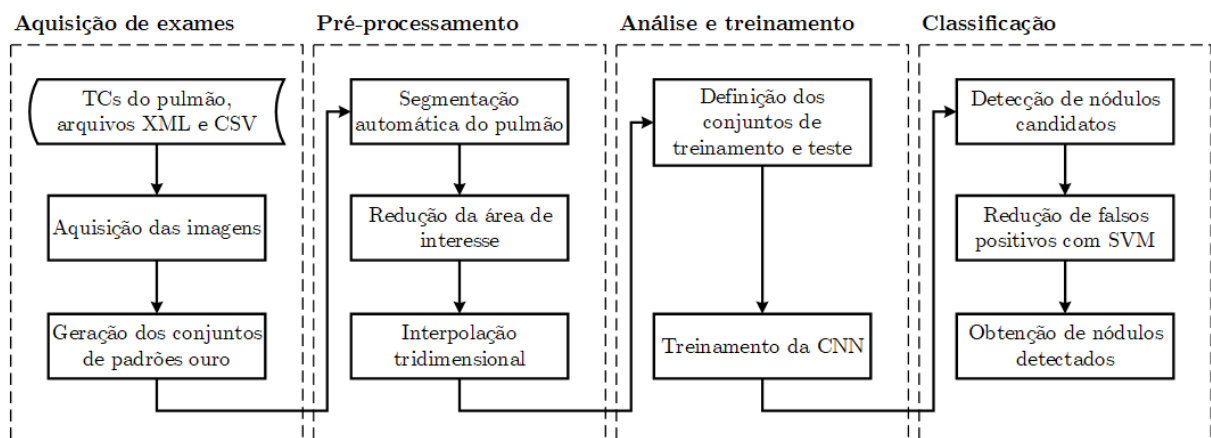 Aquisição de exames
TCs do pulmão,
arquivos XML e CSV
Aquisição das imagens
Geração dos conjuntos
de padrões ouro
Pré-processamento
Segmentação
automática do pulmão
Redução da área de
interesse
Interpolação
tridimensional
Análise e treinamento
Definição dos
conjuntos de
treinamento e teste
Treinamento da CNN
Classificação
Detecção de nódulos
candidatos
Redução de falsos
positivos com SVM
Obtenção de nódulos
detectados